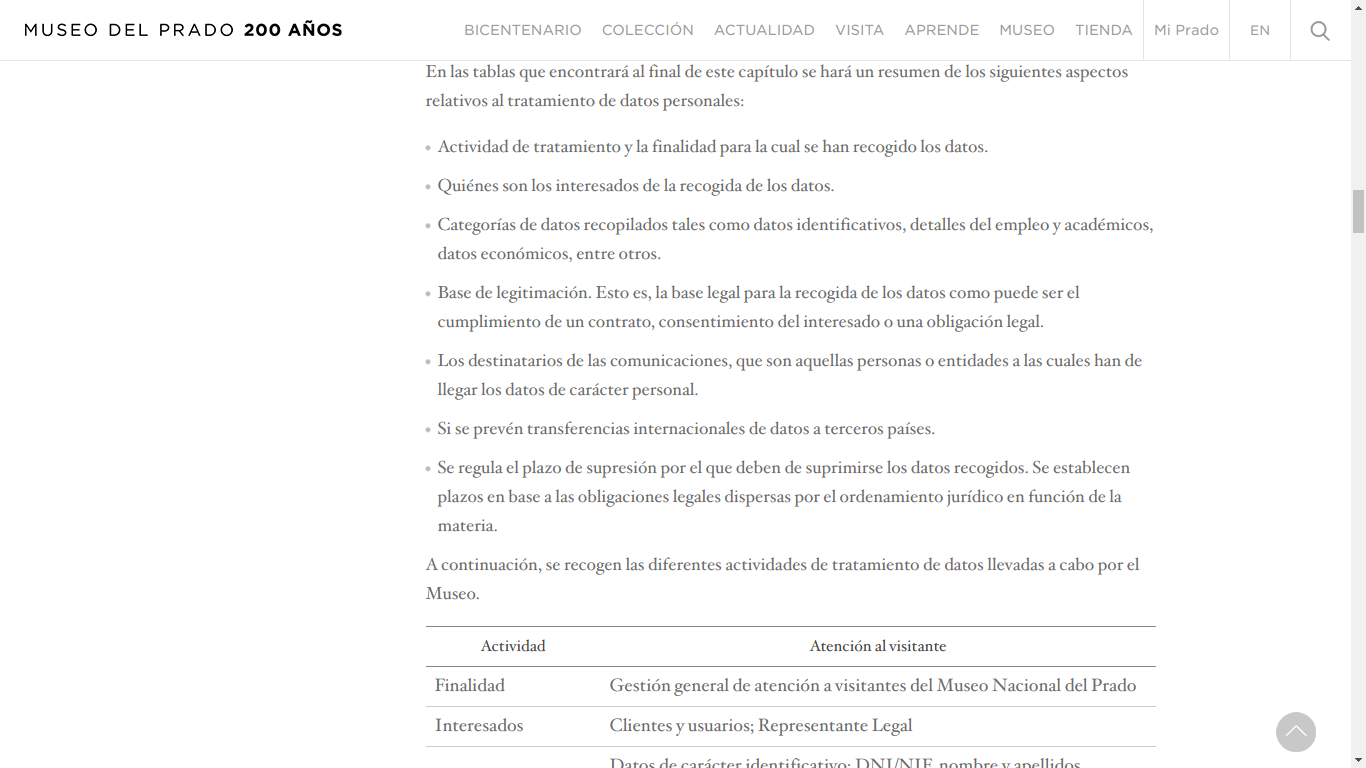 MUSEO DEL PRADO 200 AÑOS
BICENTENARIO COLECCIÓN ACTUALIDAD VISITA APRENDE MUSEO TIENDA Mi Prado EN
En las tablas que encontrará al final de este capítulo se hará un resumen de los siguientes aspectos
relativos al tratamiento de datos personales:
Actividad de tratamiento y la finalidad para la cual se han recogido los datos.
Quiénes son los interesados de la recogida de los datos.
Categorías de datos recopilados tales como datos identificativos, detalles del empleo y académicos,
datos económicos, entre otros.
Base de legitimación. Esto es, la base legal para la recogida de los datos como puede ser el
cumplimiento de un contrato, consentimiento del interesado o una obligación legal.
Los destinatarios de las comunicaciones, que son aquellas personas o entidades a las cuales han de
llegar los datos de carácter personal.
Si se prevén transferencias internacionales de datos a terceros países.
Se regula el plazo de supresión por el que deben de suprimirse los datos recogidos. Se establecen
plazos en base a las obligaciones legales dispersas por el ordenamiento jurídico en función de la
materia.
A continuación, se recogen las diferentes actividades de tratamiento de datos llevadas a cabo por el
Museo.
Actividad Atención al visitante
Finalidad Gestión general de atención a visitantes del Museo Nacional del Prado
Interesados Clientes y usuarios; Representante Legal
Datos de carácter identificativo: DNI/NIF, nombre y apellidos